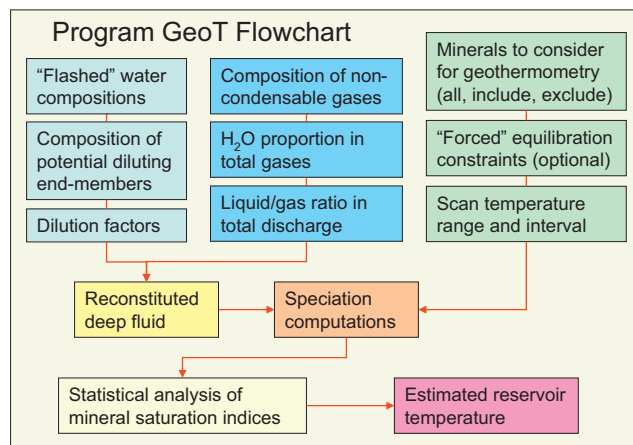 Program GeoT Flowchart
“Flashed” water
compositions
Composition of
potential diluting
end-members
Dilution factors
Composition of non-
condensable gases
H₂O proportion in
total gases
Liquid/gas ratio in
total discharge
Minerals to consider
for geothermometry
(all, include, exclude)
“Forced” equilibration
constraints (optional)
Scan temperature
range and interval
Reconstituted
deep fluid
Speciation
computations
Statistical analysis of
mineral saturation indices
Estimated reservoir
temperature